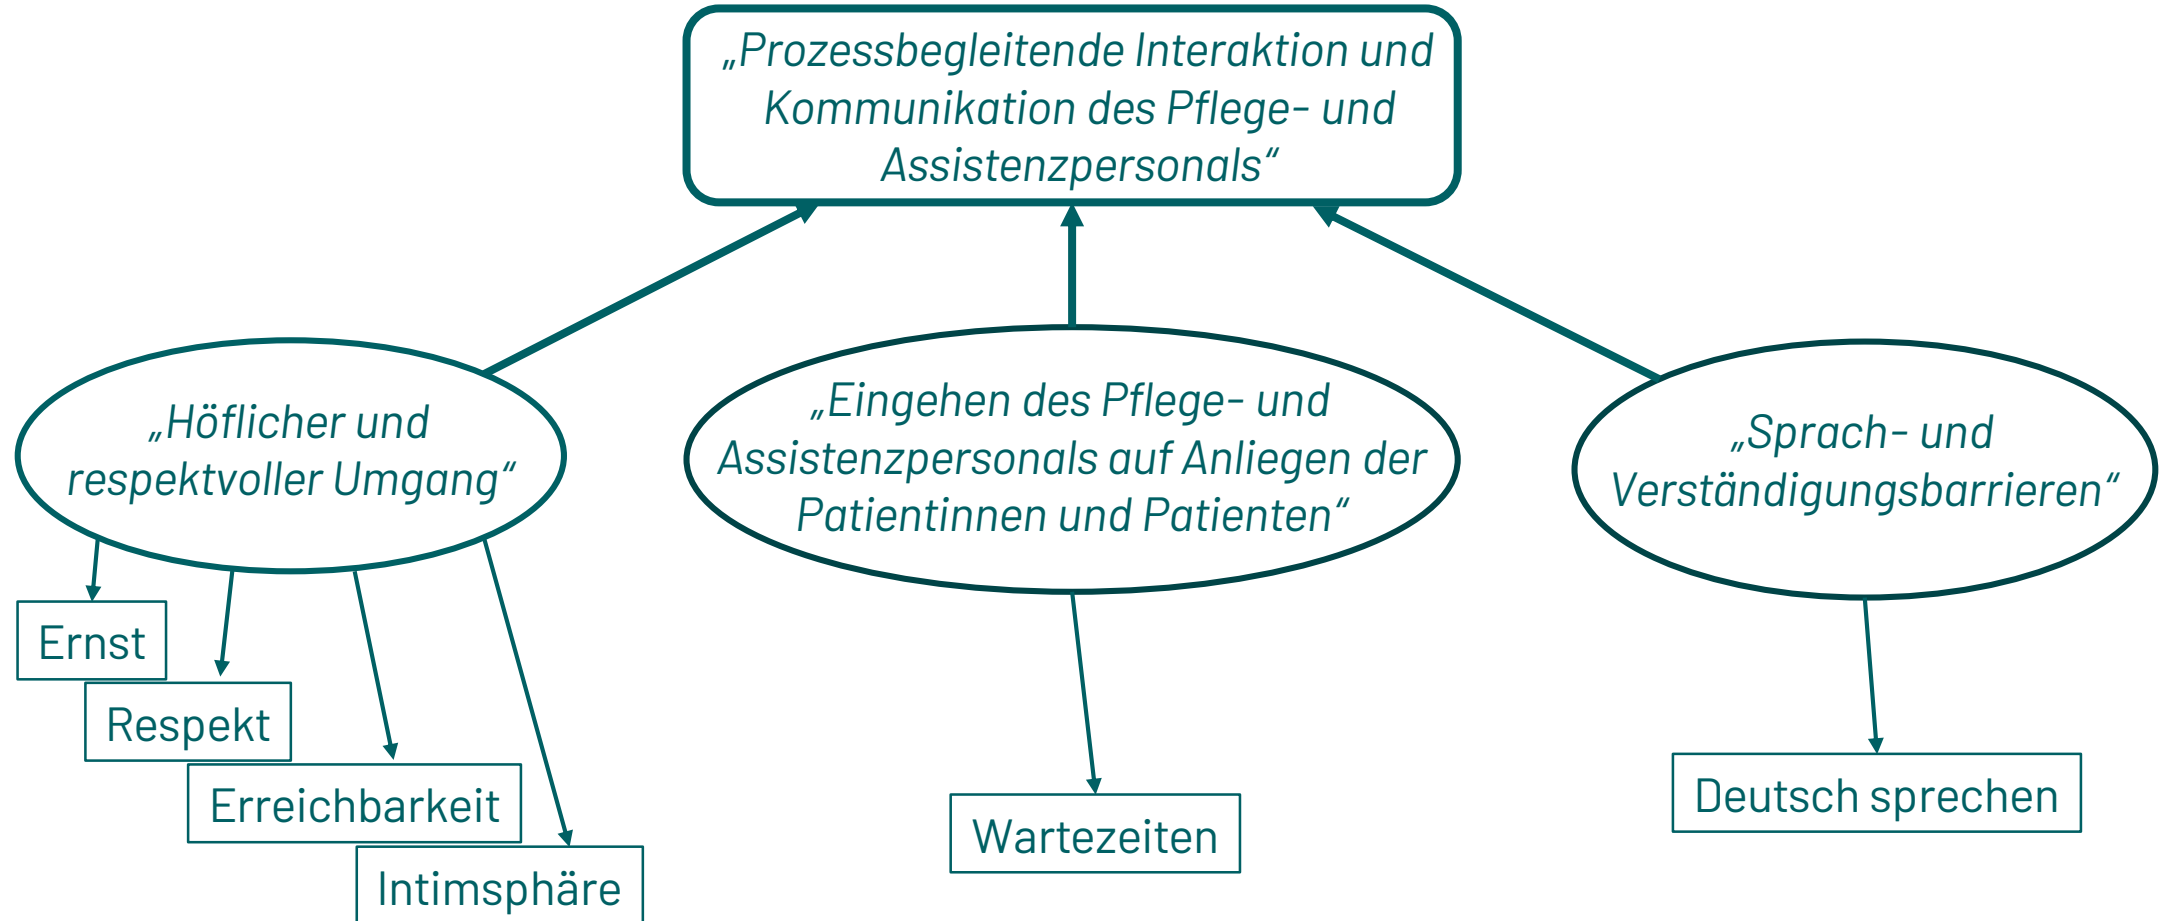 „Prozessbegleitende Interaktion und
Kommunikation des Pflege- und
Assistenzpersonals“
„Höflicher und
respektvoller Umgang“
„Eingehen des Pflege- und
Assistenzpersonals auf Anliegen der
Patientinnen und Patienten“
„Sprach- und
Verständigungsbarrieren“
Ernst
Respekt
Erreichbarkeit
Intimsphäre
Wartezeiten
Deutsch sprechen